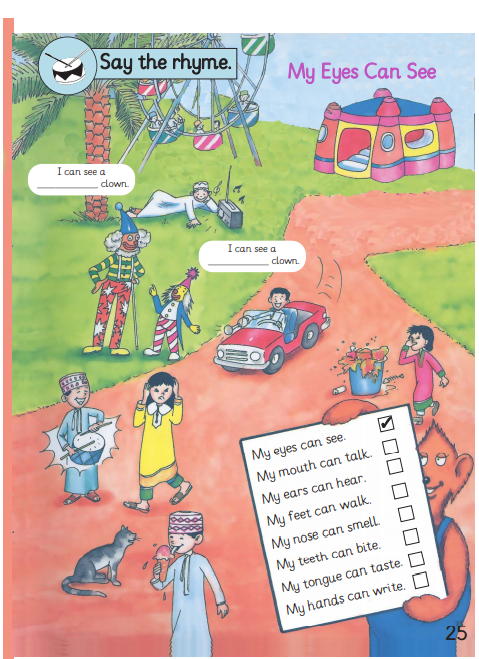 Say the rhyme.
My Eyes Can See
I can see a
__________ clown.
I can see a
__________ clown.
My eyes can see. ✔
My mouth can talk.
My ears can hear.
My feet can walk.
My nose can smell.
My teeth can bite.
My tongue can taste.
My hands can write.
25